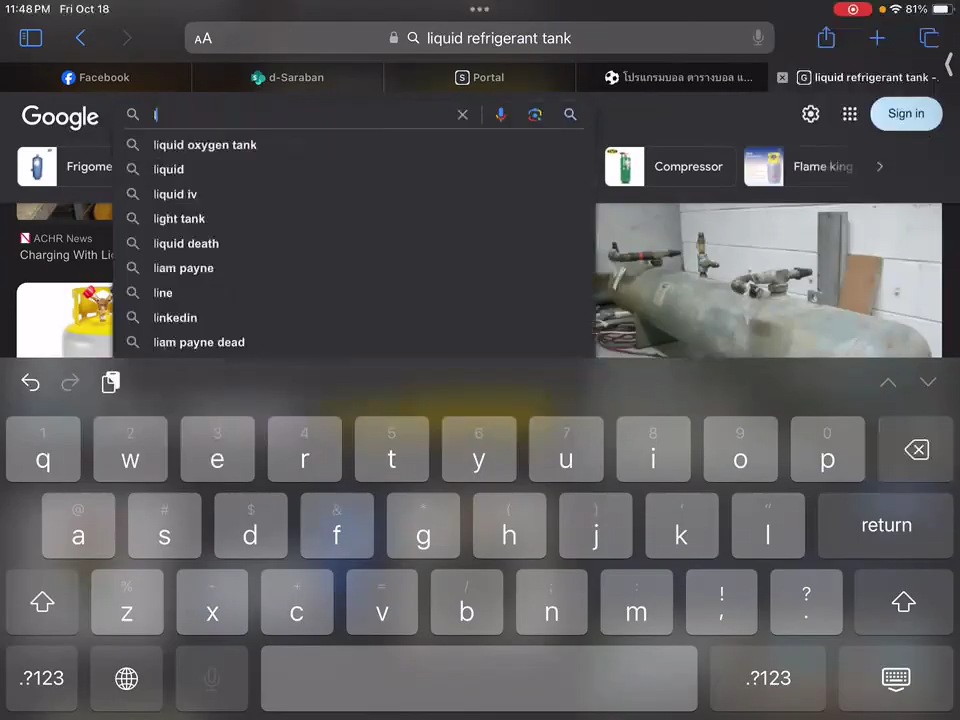 11:48 PM Fri Oct 18
81%
AA
liquid refrigerant tank
Facebook
d-Saraban
S Portal
โปรแกรมบอล ตารางบอล แ...
G liquid refrigerant tank -
Google
Sign in
Frigome
Compressor
Flame king
liquid oxygen tank
liquid
liquid iv
light tank
liquid death
liam payne
line
linkedin
liam payne dead
ACHR News
Charging With Li
1 2 3 4 5 6 7 8 9 0
q w e r t y u i o p
@ # $ & * ( ) ' "
a s d f g h j k l return
% - + = / ; : ! ?
z x c v b n m , .
.?123 .?123